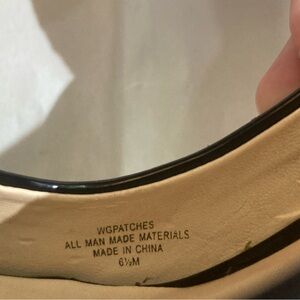 WGPATCHES
ALL MAN MADE MATERIALS
MADE IN CHINA
6½M